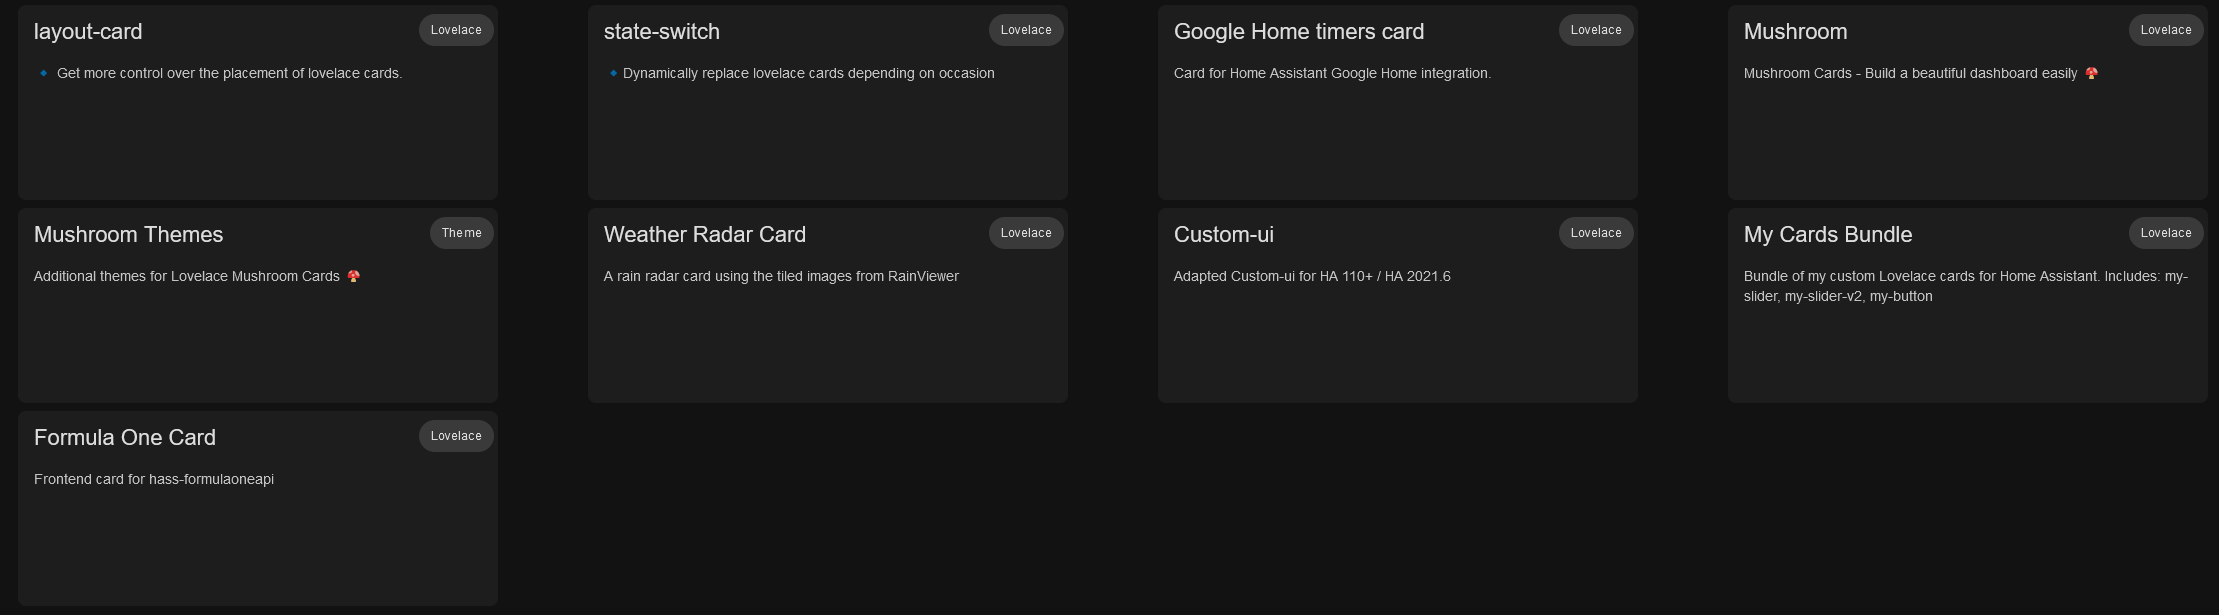 layout-card
Lovelace
🔹 Get more control over the placement of lovelace cards.
state-switch
Lovelace
🔹Dynamically replace lovelace cards depending on occasion
Google Home timers card
Lovelace
Card for Home Assistant Google Home integration.
Mushroom
Lovelace
Mushroom Cards - Build a beautiful dashboard easily 🍄
Mushroom Themes
Theme
Additional themes for Lovelace Mushroom Cards 🍄
Weather Radar Card
Lovelace
A rain radar card using the tiled images from RainViewer
Custom-ui
Lovelace
Adapted Custom-ui for HA 110+ / HA 2021.6
My Cards Bundle
Lovelace
Bundle of my custom Lovelace cards for Home Assistant. Includes: my-
slider, my-slider-v2, my-button
Formula One Card
Lovelace
Frontend card for hass-formulaoneapi